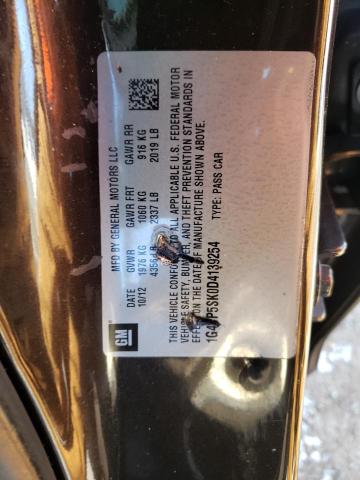 MFD BY GENERAL MOTORS LLC
DATE GVWR GAWR FRT GAWR RR
10/12 1976 KG 1060 KG 916 KG
4356 LB 2337 LB 2019 LB
THIS VEHICLE CONFORMS TO ALL APPLICABLE U.S. FEDERAL MOTOR
VEHICLE SAFETY, BUMPER, AND THEFT PREVENTION STANDARDS IN
EFFECT ON THE DATE OF MANUFACTURE SHOWN ABOVE.
TYPE: PASS CAR
GM